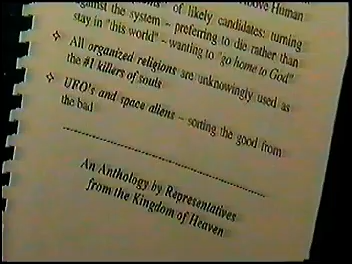 Above Human
of likely candidates: turning
against the system – preferring to die rather than
stay in "this world" – wanting to "go home to God"
✧ All organized religions are unknowingly used as
the #1 killers of souls
✧ UFO's and space aliens – sorting the good from
the bad
An Anthology by Representatives
from the Kingdom of Heaven